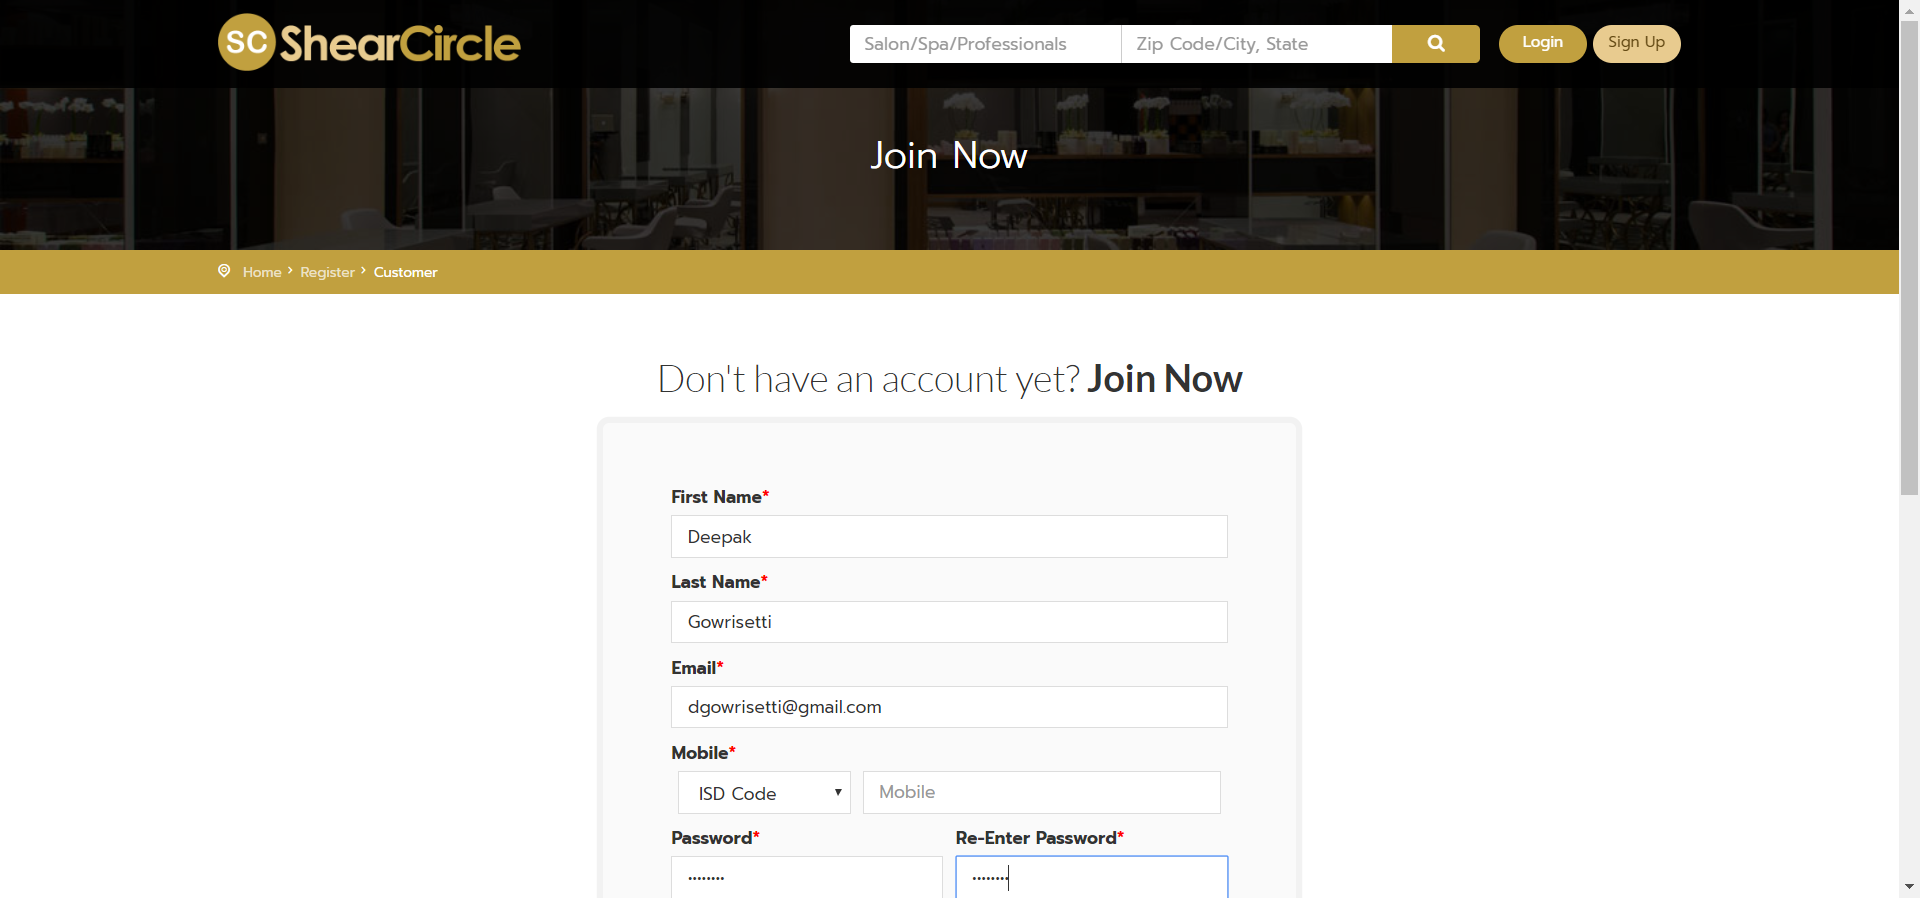 SC ShearCircle
Salon/Spa/Professionals
Zip Code/City, State
Login
Sign Up
Join Now
Home › Register › Customer
Don't have an account yet? Join Now
First Name*
Deepak
Last Name*
Gowrisetti
Email*
dgowrisetti@gmail.com
Mobile*
ISD Code
Mobile
Password*
Re-Enter Password*
••••••••
••••••••